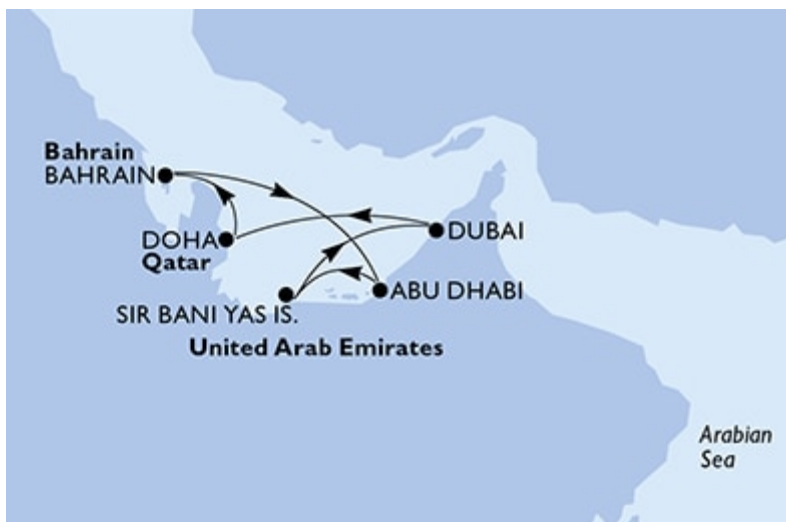 Bahrain
BAHRAIN
DOHA
Qatar
DUBAI
ABU DHABI
SIR BANI YAS IS.
United Arab Emirates
Arabian
Sea